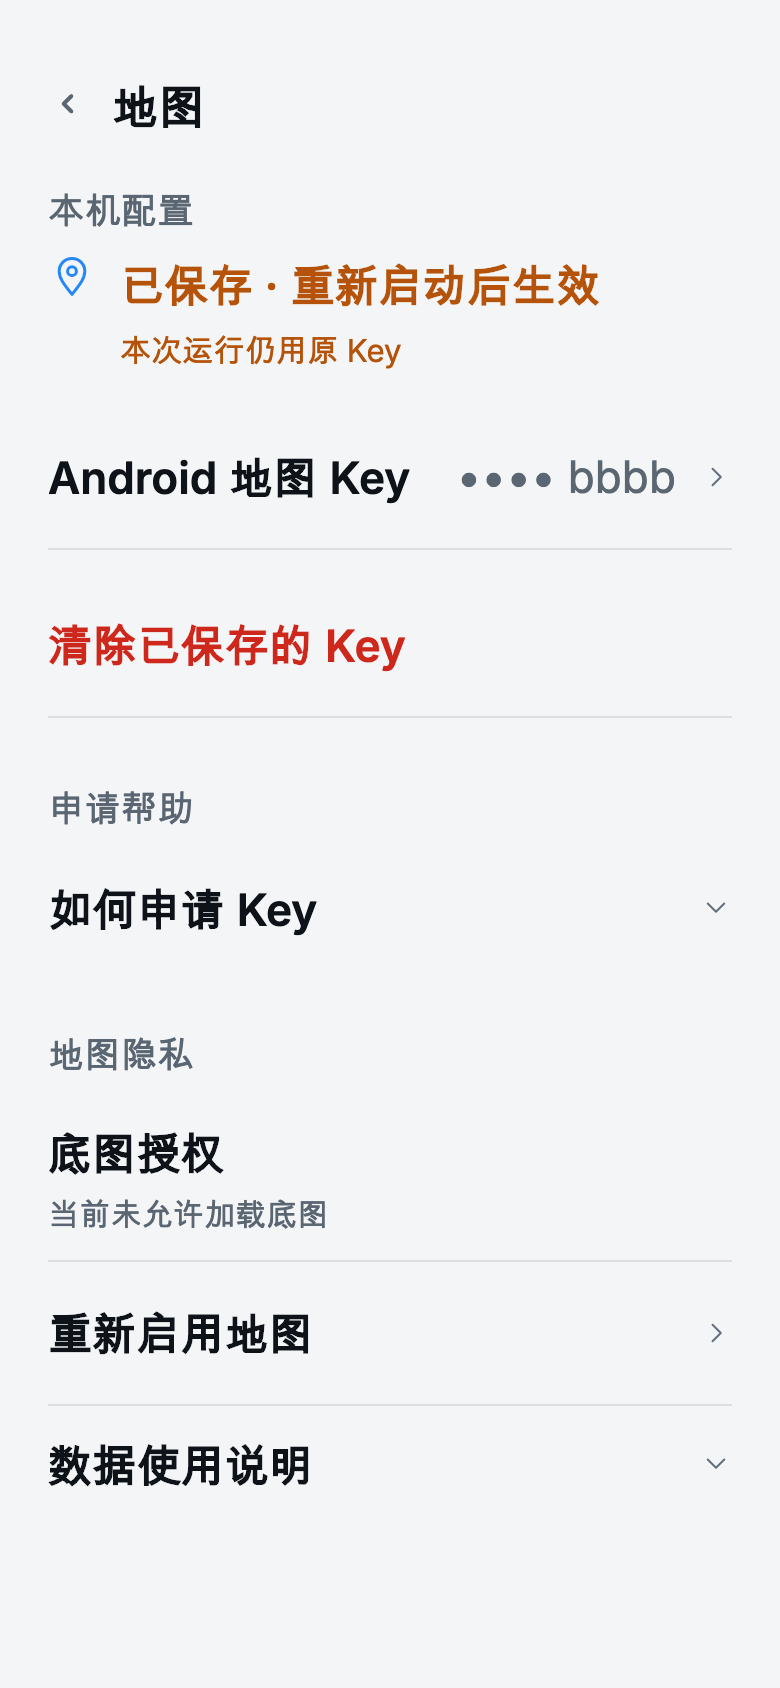 地图
本机配置
已保存 · 重新启动后生效
本次运行仍用原 Key
Android 地图 Key •••• bbbb
清除已保存的 Key
申请帮助
如何申请 Key
地图隐私
底图授权
当前未允许加载底图
重新启用地图
数据使用说明